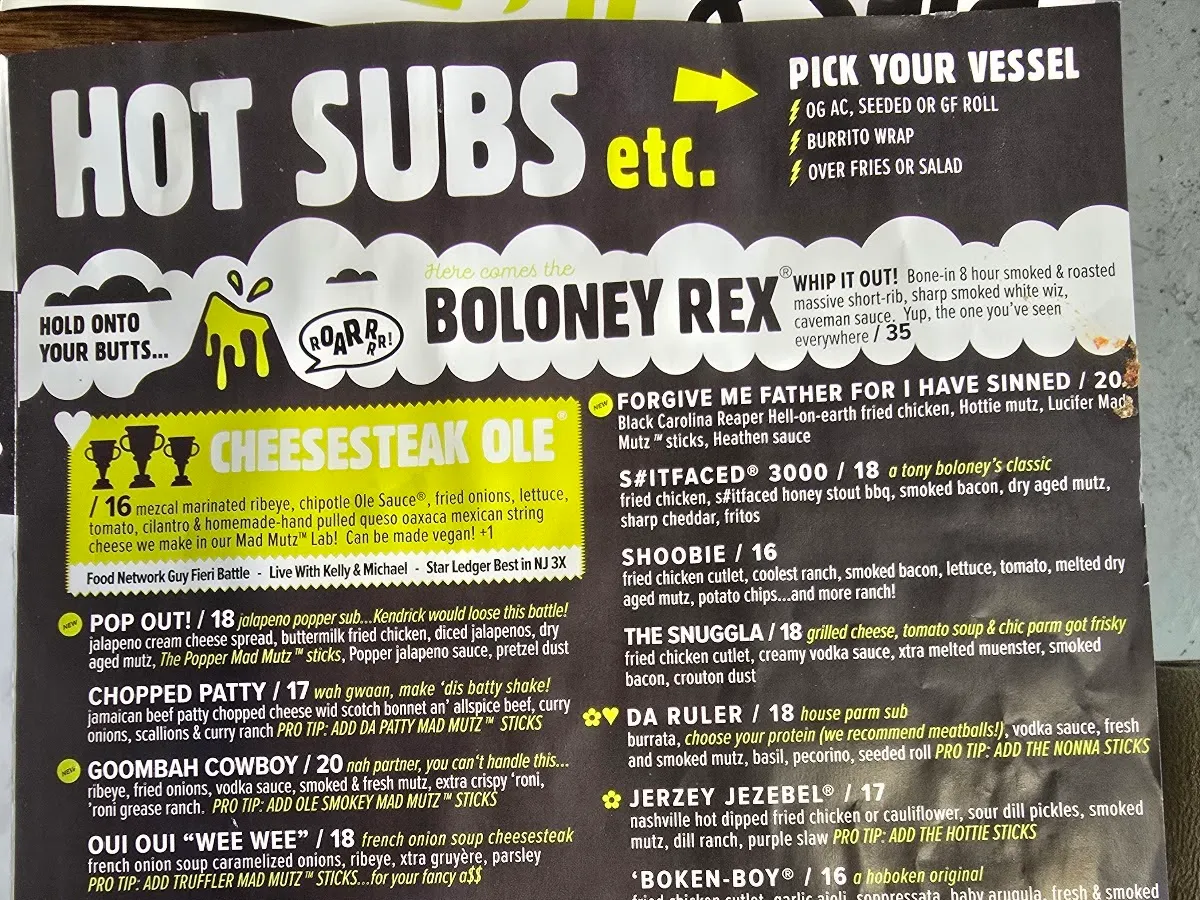 HOT SUBS etc.
PICK YOUR VESSEL
OG AC, SEEDED OR GF ROLL
BURRITO WRAP
OVER FRIES OR SALAD
HOLD ONTO
YOUR BUTTS...
ROARRRR!
Here comes the
BOLONEY REX®
WHIP IT OUT! Bone-in 8 hour smoked & roasted
massive short-rib, sharp smoked white wiz,
caveman sauce. Yup, the one you've seen
everywhere / 35
CHEESESTEAK OLE®
/ 16 mezcal marinated ribeye, chipotle Ole Sauce®, fried onions, lettuce,
tomato, cilantro & homemade-hand pulled queso oaxaca mexican string
cheese we make in our Mad Mutz™ Lab! Can be made vegan! +1
Food Network Guy Fieri Battle - Live With Kelly & Michael - Star Ledger Best in NJ 3X
NEW
POP OUT! / 18 jalapeno popper sub...Kendrick would loose this battle!
jalapeno cream cheese spread, buttermilk fried chicken, diced jalapenos, dry
aged mutz, The Popper Mad Mutz™ sticks, Popper jalapeno sauce, pretzel dust
CHOPPED PATTY / 17 wah gwaan, make 'dis batty shake!
jamaican beef patty chopped cheese wid scotch bonnet an' allspice beef, curry
onions, scallions & curry ranch PRO TIP: ADD DA PATTY MAD MUTZ™ STICKS
NEW
GOOMBAH COWBOY / 20 nah partner, you can't handle this...
ribeye, fried onions, vodka sauce, smoked & fresh mutz, extra crispy 'roni,
'roni grease ranch. PRO TIP: ADD OLE SMOKEY MAD MUTZ™ STICKS
OUI OUI "WEE WEE" / 18 french onion soup cheesesteak
french onion soup caramelized onions, ribeye, xtra gruyère, parsley
PRO TIP: ADD TRUFFLER MAD MUTZ™ STICKS...for your fancy a$$
NEW
FORGIVE ME FATHER FOR I HAVE SINNED / 20
Black Carolina Reaper Hell-on-earth fried chicken, Hottie mutz, Lucifer Mad
Mutz™ sticks, Heathen sauce
S#ITFACED® 3000 / 18 a tony boloney's classic
fried chicken, s#itfaced honey stout bbq, smoked bacon, dry aged mutz,
sharp cheddar, fritos
SHOOBIE / 16
fried chicken cutlet, coolest ranch, smoked bacon, lettuce, tomato, melted dry
aged mutz, potato chips...and more ranch!
THE SNUGGLA / 18 grilled cheese, tomato soup & chic parm got frisky
fried chicken cutlet, creamy vodka sauce, xtra melted muenster, smoked
bacon, crouton dust
DA RULER / 18 house parm sub
burrata, choose your protein (we recommend meatballs!), vodka sauce, fresh
and smoked mutz, basil, pecorino, seeded roll PRO TIP: ADD THE NONNA STICKS
JERZEY JEZEBEL® / 17
nashville hot dipped fried chicken or cauliflower, sour dill pickles, smoked
mutz, dill ranch, purple slaw PRO TIP: ADD THE HOTTIE STICKS
'BOKEN-BOY® / 16 a hoboken original
fried chicken cutlet, garlic aioli, soppressata, baby arugula, fresh & smoked